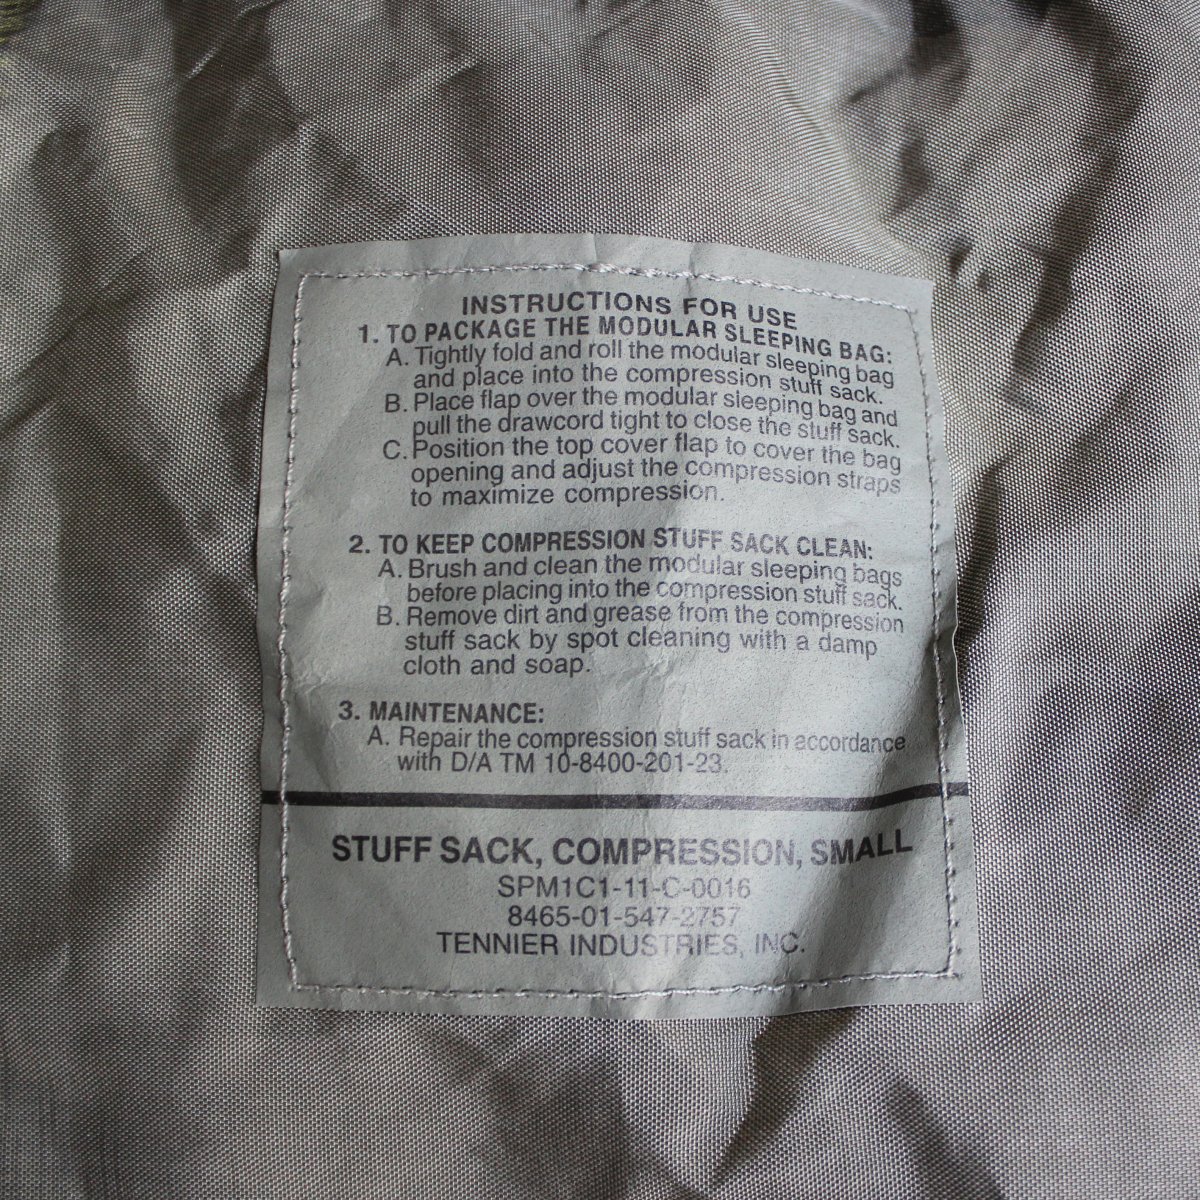 INSTRUCTIONS FOR USE
1. TO PACKAGE THE MODULAR SLEEPING BAG:
A. Tightly fold and roll the modular sleeping bag
and place into the compression stuff sack.
B. Place flap over the modular sleeping bag and
pull the drawcord tight to close the stuff sack.
C. Position the top cover flap to cover the bag
opening and adjust the compression straps
to maximize compression.
2. TO KEEP COMPRESSION STUFF SACK CLEAN:
A. Brush and clean the modular sleeping bags
before placing into the compression stuff sack.
B. Remove dirt and grease from the compression
stuff sack by spot cleaning with a damp
cloth and soap.
3. MAINTENANCE:
A. Repair the compression stuff sack in accordance
with D/A TM 10-8400-201-23.
STUFF SACK, COMPRESSION, SMALL
SPM1C1-11-C-0016
8465-01-547-2757
TENNIER INDUSTRIES, INC.